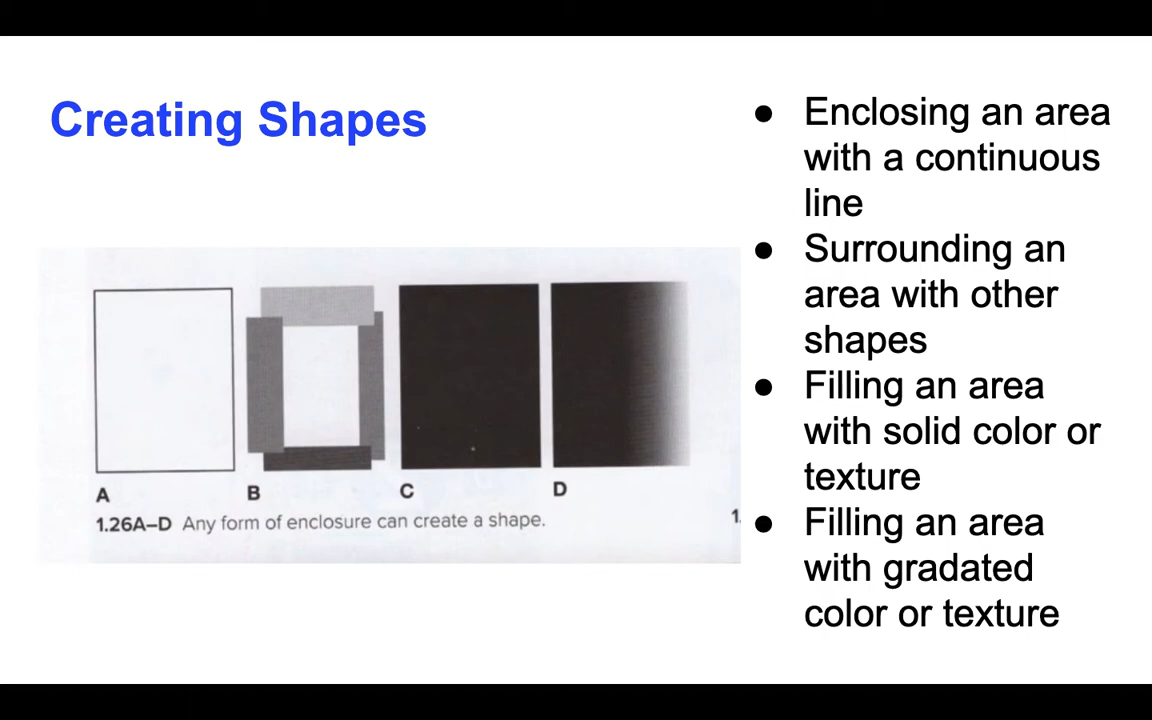 Creating Shapes
A
B
C
D
1.26A–D Any form of enclosure can create a shape.
1.
● Enclosing an area
with a continuous
line
● Surrounding an
area with other
shapes
● Filling an area
with solid color or
texture
● Filling an area
with gradated
color or texture